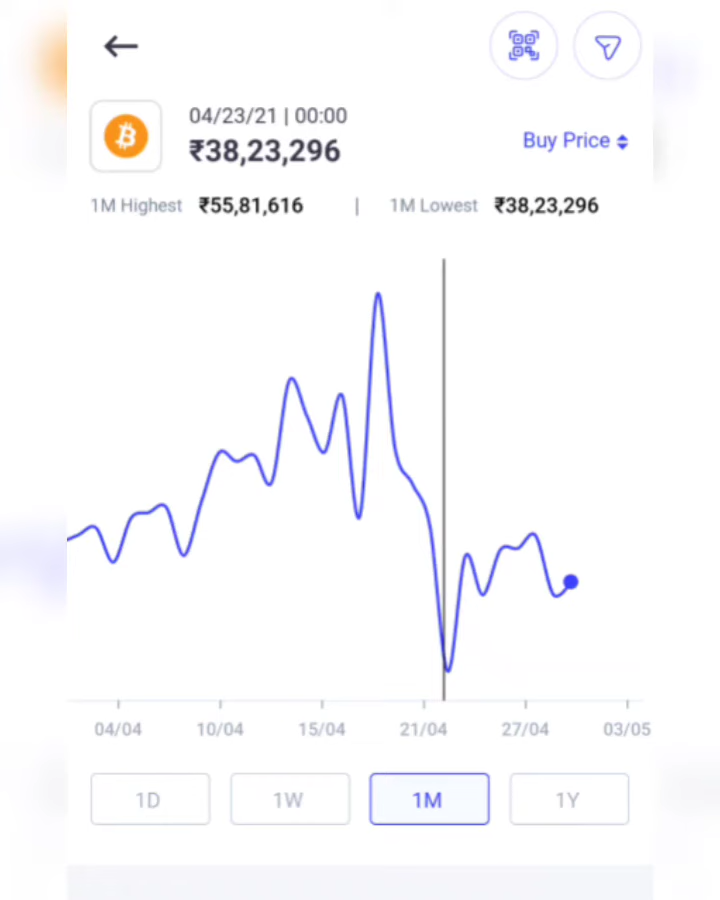 04/23/21 | 00:00
₹38,23,296
Buy Price
1M Highest ₹55,81,616 | 1M Lowest ₹38,23,296
04/04 10/04 15/04 21/04 27/04 03/05
1D 1W 1M 1Y